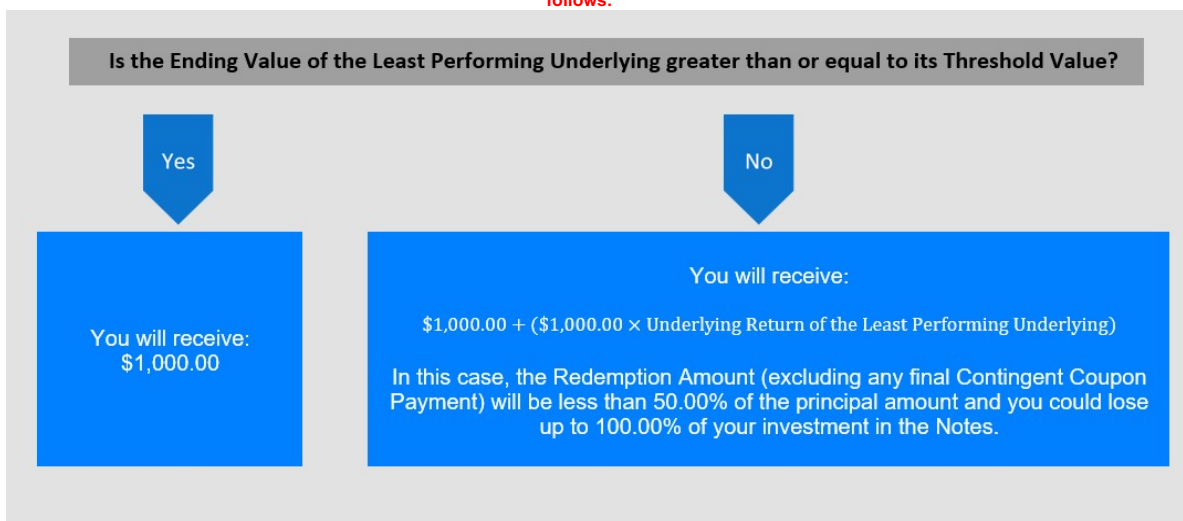 follows:
Is the Ending Value of the Least Performing Underlying greater than or equal to its Threshold Value?
Yes
No
You will receive:
$1,000.00
You will receive:
$1,000.00 + ($1,000.00 × Underlying Return of the Least Performing Underlying)
In this case, the Redemption Amount (excluding any final Contingent Coupon
Payment) will be less than 50.00% of the principal amount and you could lose
up to 100.00% of your investment in the Notes.